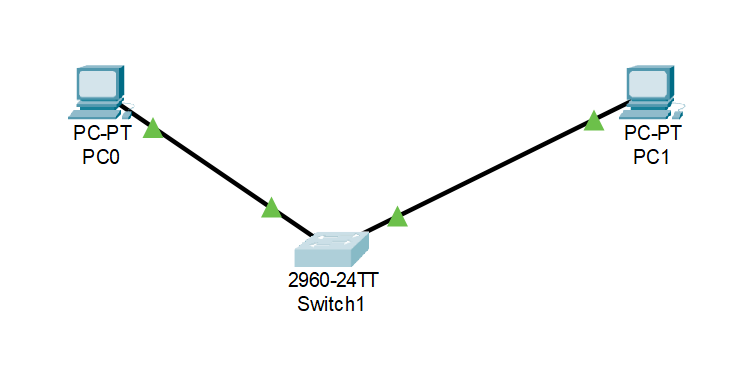 PC-PT
PC0
PC-PT
PC1
2960-24TT
Switch1